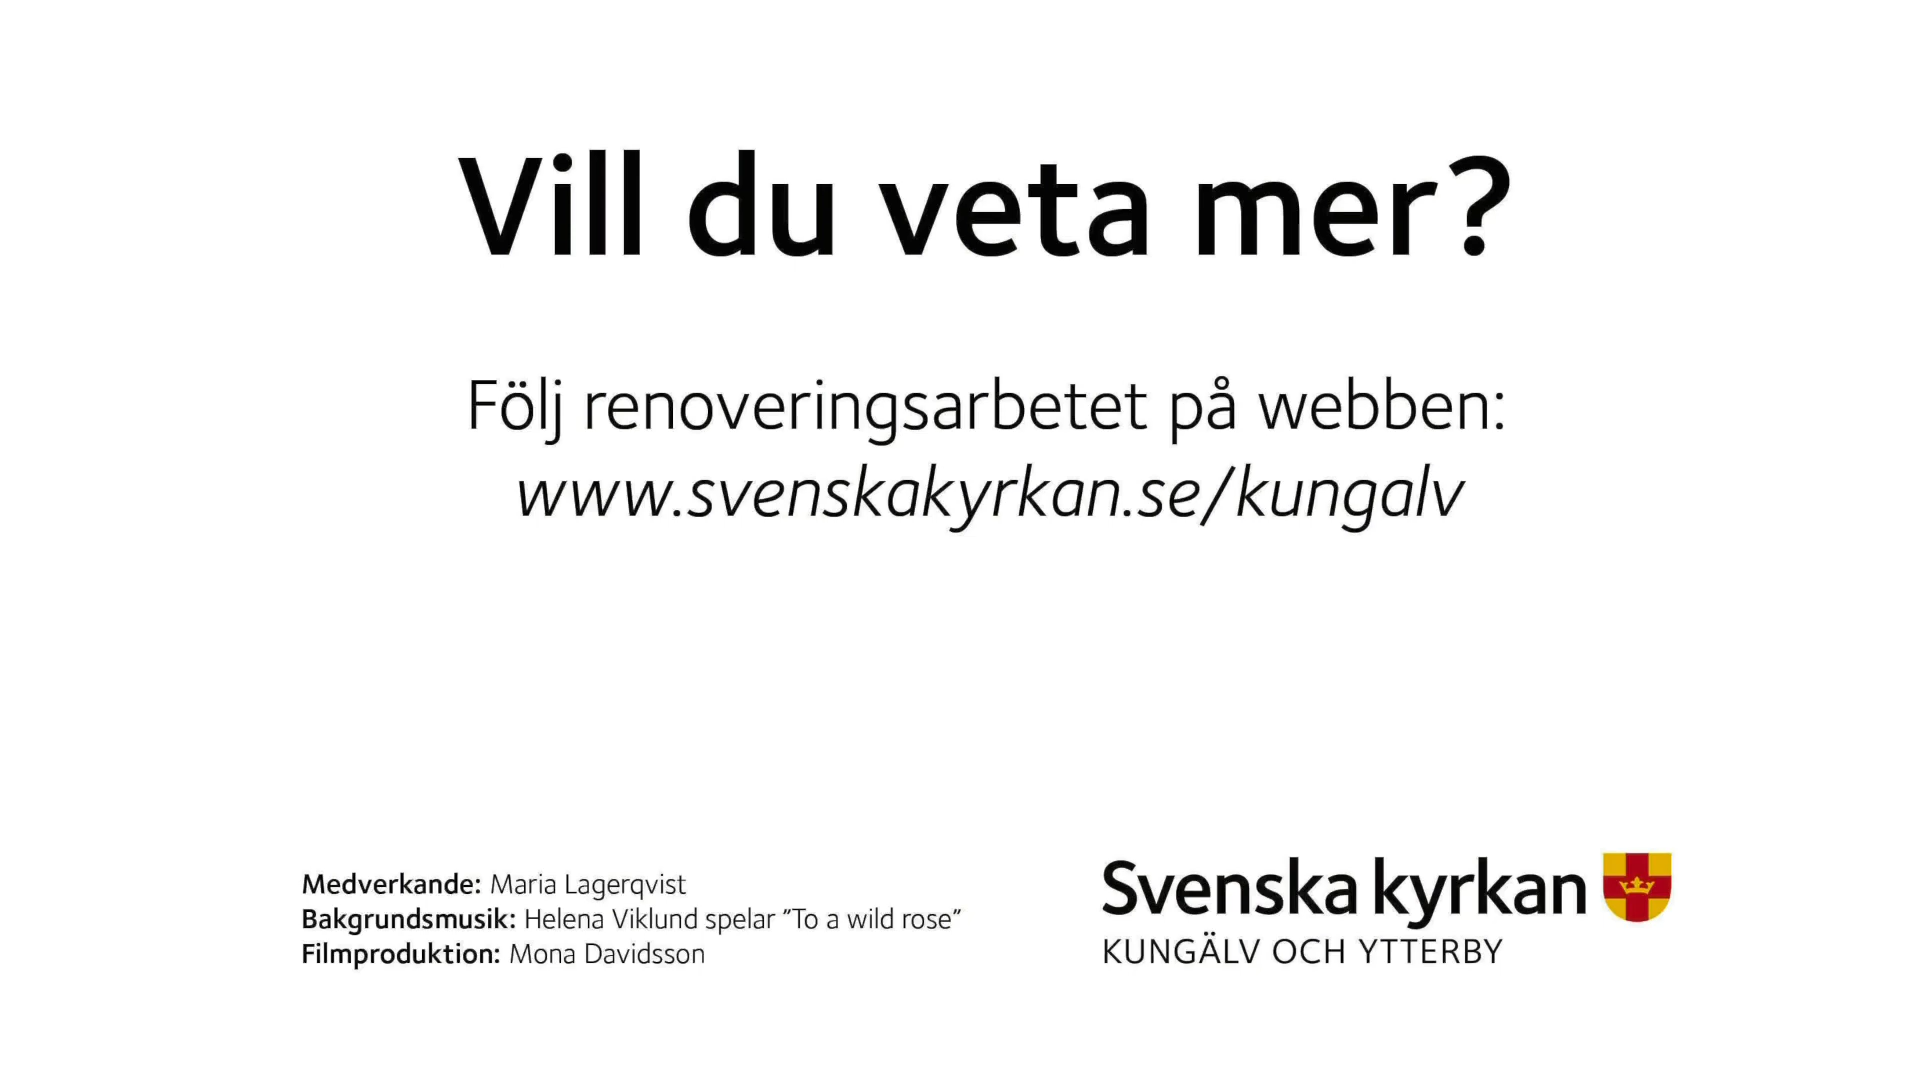 Vill du veta mer?
Följ renoveringsarbetet på webben:
www.svenskakyrkan.se/kungalv
Medverkande: Maria Lagerqvist
Bakgrundsmusik: Helena Viklund spelar ”To a wild rose”
Filmproduktion: Mona Davidsson
Svenska kyrkan
KUNGÄLV OCH YTTERBY